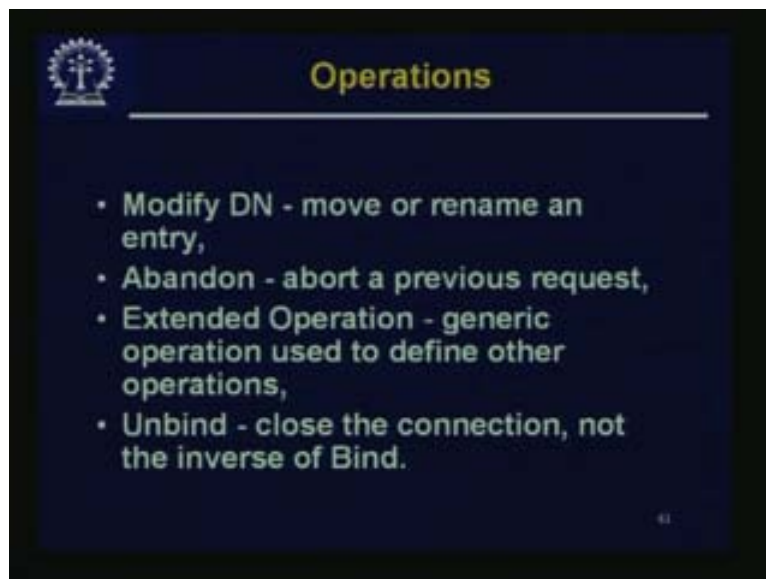 Operations
• Modify DN - move or rename an
entry,
• Abandon - abort a previous request,
• Extended Operation - generic
operation used to define other
operations,
• Unbind - close the connection, not
the inverse of Bind.